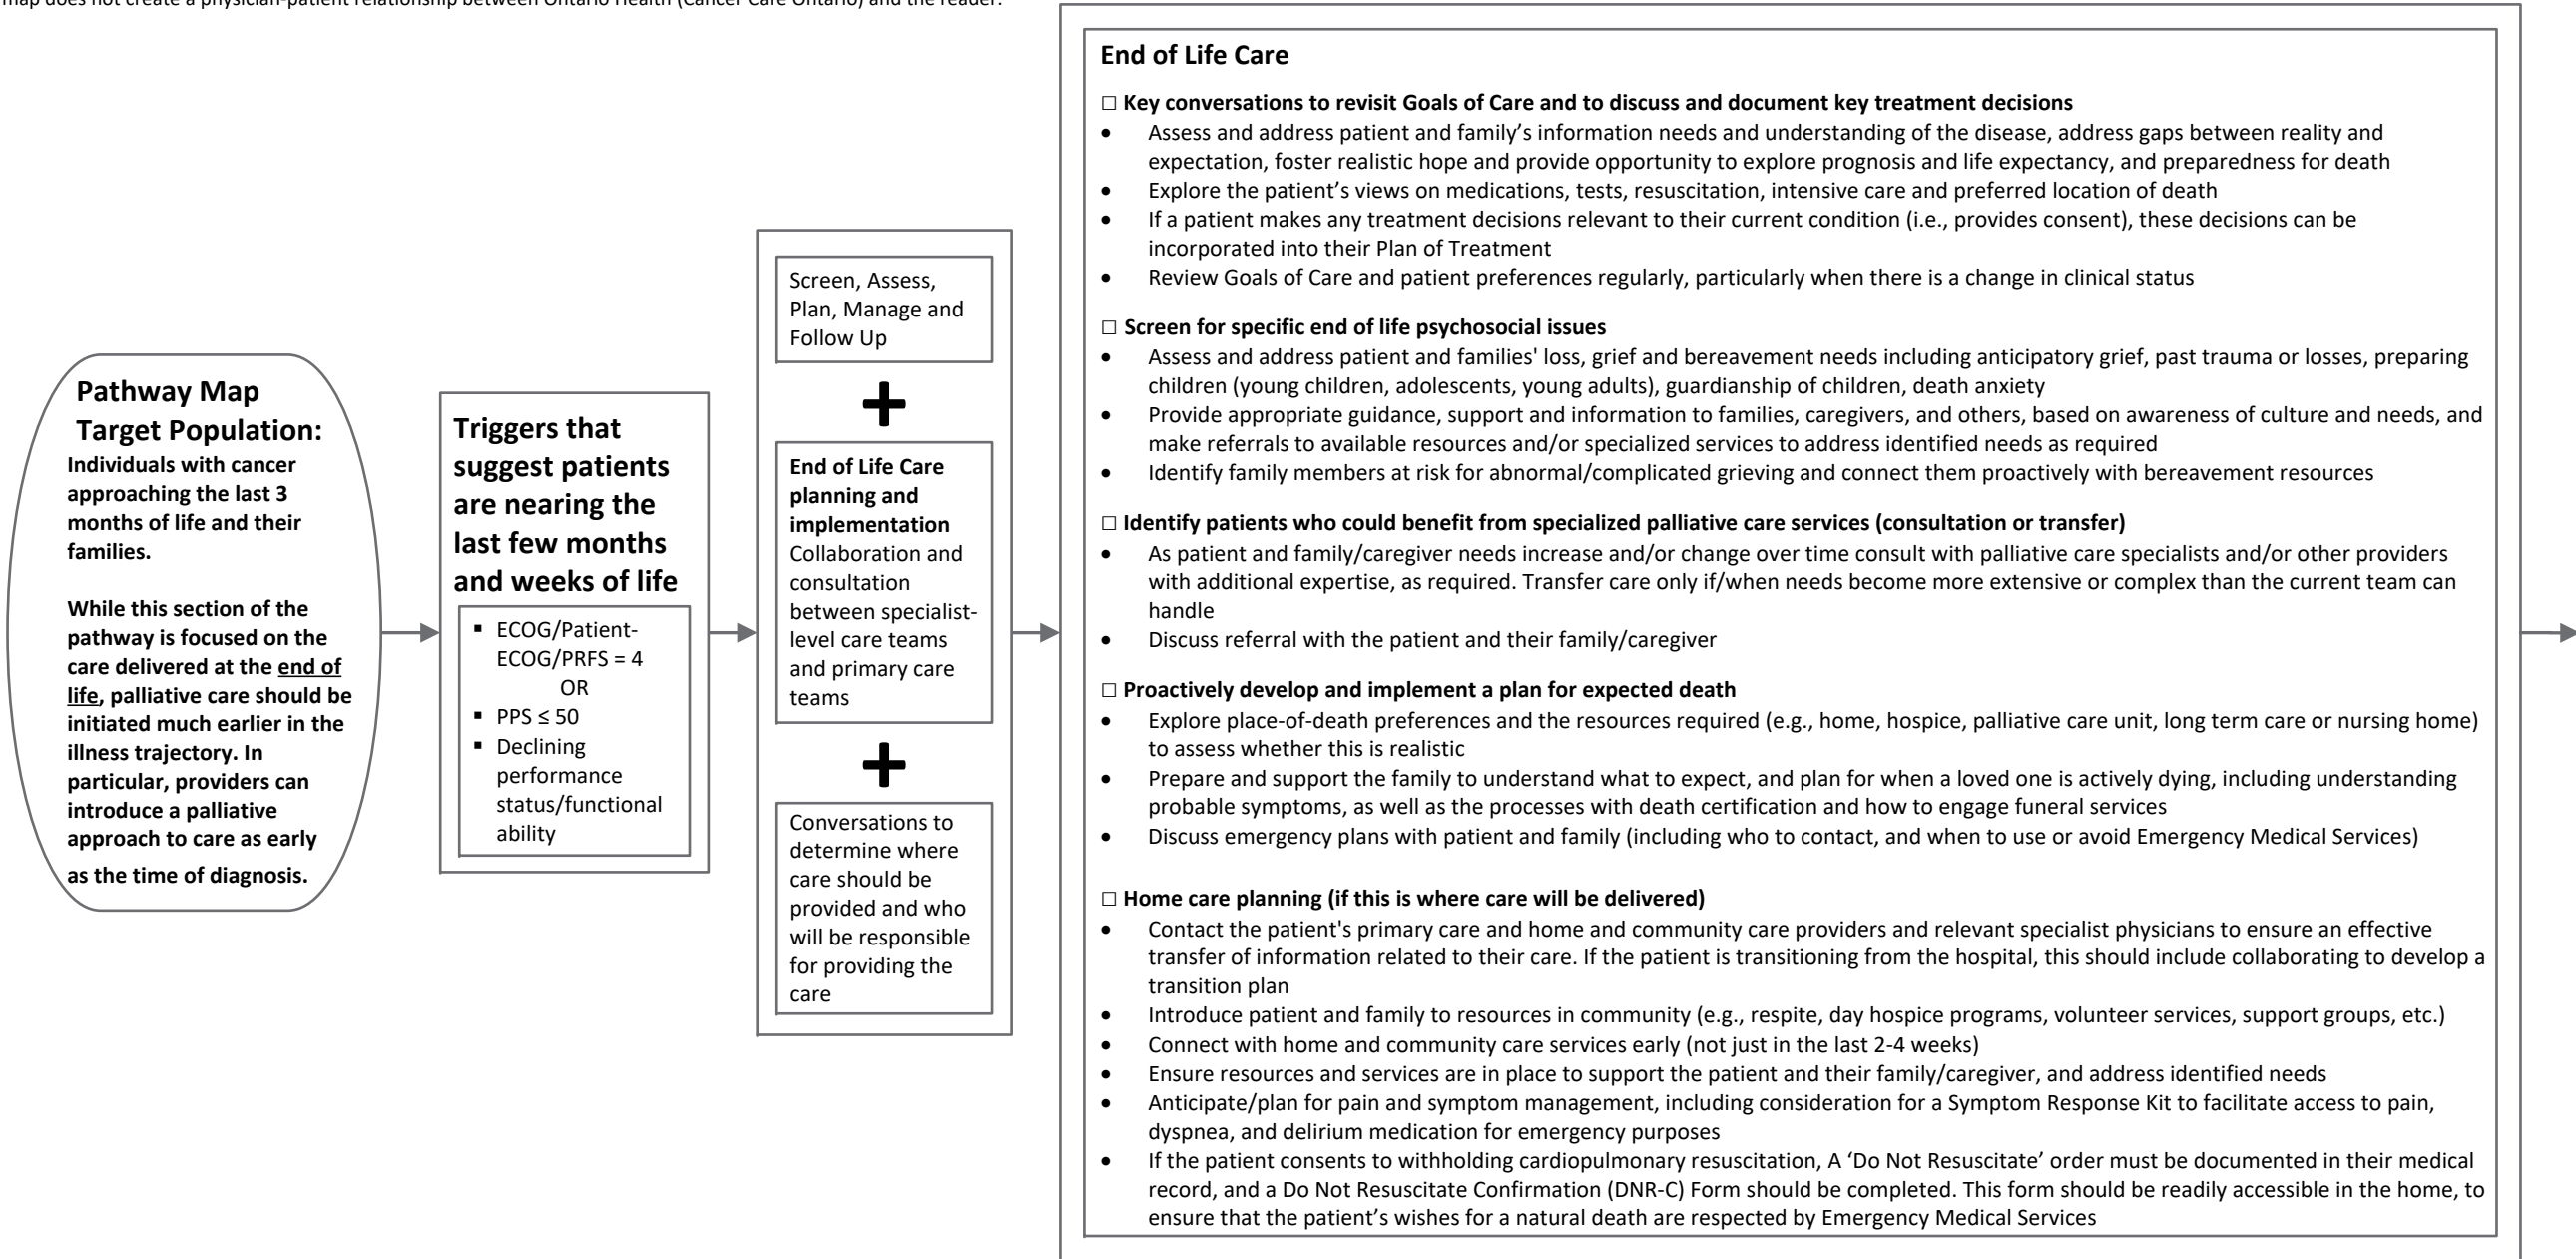 map does not create a physician-patient relationship between Ontario Health (Cancer Care Ontario) and the reader.
Pathway Map
Target Population:
Individuals with cancer
approaching the last 3
months of life and their
families.
While this section of the
pathway is focused on the
care delivered at the end of
life, palliative care should be
initiated much earlier in the
illness trajectory. In
particular, providers can
introduce a palliative
approach to care as early
as the time of diagnosis.
Triggers that
suggest patients
are nearing the
last few months
and weeks of life
▪ ECOG/Patient-
ECOG/PRFS = 4
OR
▪ PPS ≤ 50
▪ Declining
performance
status/functional
ability
Screen, Assess,
Plan, Manage and
Follow Up
+
End of Life Care
planning and
implementation
Collaboration and
consultation
between specialist-
level care teams
and primary care
teams
+
Conversations to
determine where
care should be
provided and who
will be responsible
for providing the
care
End of Life Care
□ Key conversations to revisit Goals of Care and to discuss and document key treatment decisions
• Assess and address patient and family’s information needs and understanding of the disease, address gaps between reality and
expectation, foster realistic hope and provide opportunity to explore prognosis and life expectancy, and preparedness for death
• Explore the patient’s views on medications, tests, resuscitation, intensive care and preferred location of death
• If a patient makes any treatment decisions relevant to their current condition (i.e., provides consent), these decisions can be
incorporated into their Plan of Treatment
• Review Goals of Care and patient preferences regularly, particularly when there is a change in clinical status
□ Screen for specific end of life psychosocial issues
• Assess and address patient and families' loss, grief and bereavement needs including anticipatory grief, past trauma or losses, preparing
children (young children, adolescents, young adults), guardianship of children, death anxiety
• Provide appropriate guidance, support and information to families, caregivers, and others, based on awareness of culture and needs, and
make referrals to available resources and/or specialized services to address identified needs as required
• Identify family members at risk for abnormal/complicated grieving and connect them proactively with bereavement resources
□ Identify patients who could benefit from specialized palliative care services (consultation or transfer)
• As patient and family/caregiver needs increase and/or change over time consult with palliative care specialists and/or other providers
with additional expertise, as required. Transfer care only if/when needs become more extensive or complex than the current team can
handle
• Discuss referral with the patient and their family/caregiver
□ Proactively develop and implement a plan for expected death
• Explore place-of-death preferences and the resources required (e.g., home, hospice, palliative care unit, long term care or nursing home)
to assess whether this is realistic
• Prepare and support the family to understand what to expect, and plan for when a loved one is actively dying, including understanding
probable symptoms, as well as the processes with death certification and how to engage funeral services
• Discuss emergency plans with patient and family (including who to contact, and when to use or avoid Emergency Medical Services)
□ Home care planning (if this is where care will be delivered)
• Contact the patient's primary care and home and community care providers and relevant specialist physicians to ensure an effective
transfer of information related to their care. If the patient is transitioning from the hospital, this should include collaborating to develop a
transition plan
• Introduce patient and family to resources in community (e.g., respite, day hospice programs, volunteer services, support groups, etc.)
• Connect with home and community care services early (not just in the last 2-4 weeks)
• Ensure resources and services are in place to support the patient and their family/caregiver, and address identified needs
• Anticipate/plan for pain and symptom management, including consideration for a Symptom Response Kit to facilitate access to pain,
dyspnea, and delirium medication for emergency purposes
• If the patient consents to withholding cardiopulmonary resuscitation, A ‘Do Not Resuscitate’ order must be documented in their medical
record, and a Do Not Resuscitate Confirmation (DNR-C) Form should be completed. This form should be readily accessible in the home, to
ensure that the patient’s wishes for a natural death are respected by Emergency Medical Services